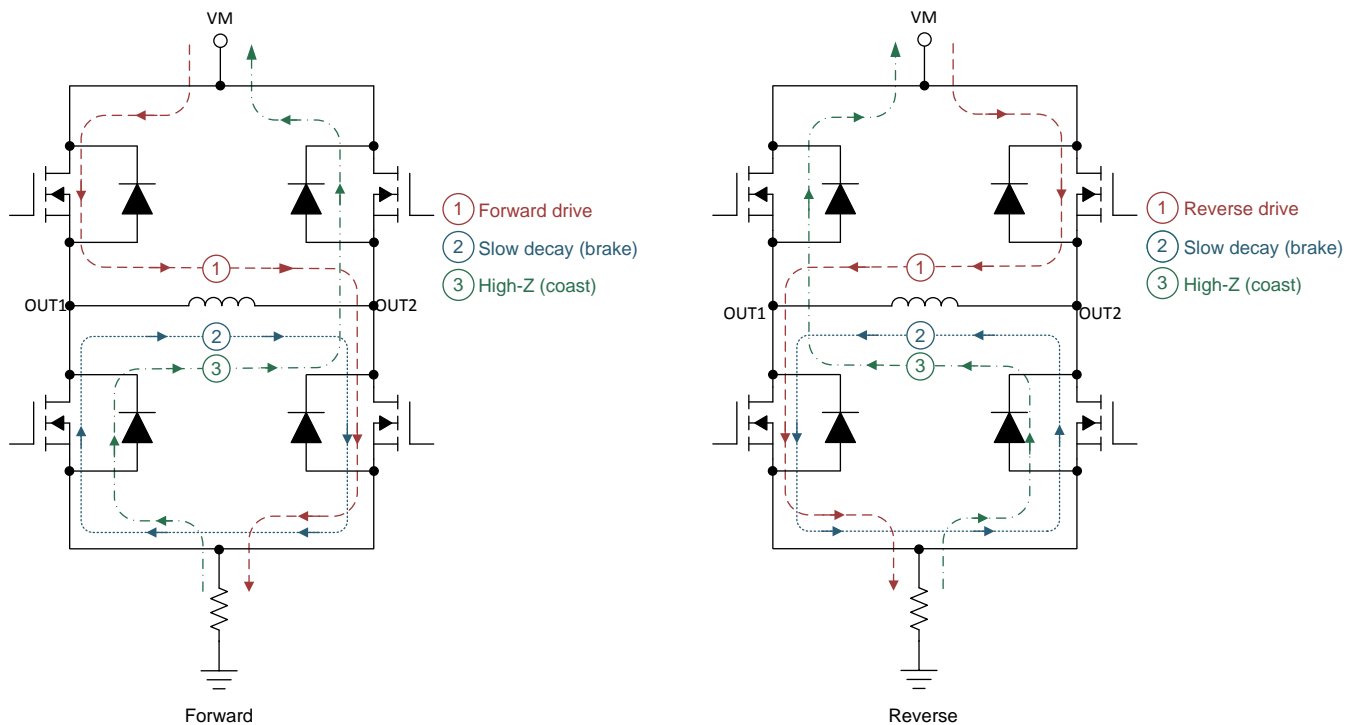 VM
1 Forward drive
2 Slow decay (brake)
3 High-Z (coast)
1
OUT1
OUT2
2
3
Forward
VM
1 Reverse drive
2 Slow decay (brake)
3 High-Z (coast)
1
OUT1
OUT2
2
3
Reverse